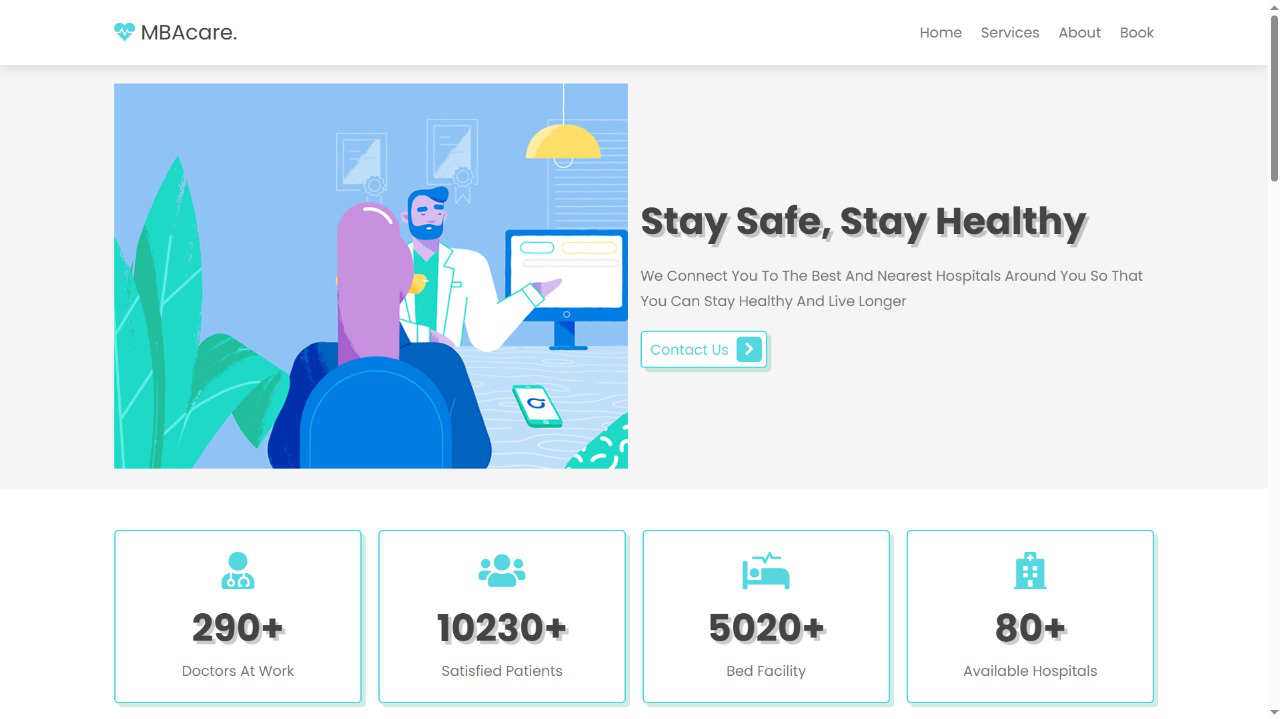 MBAcare.
Home Services About Book
Stay Safe, Stay Healthy
We Connect You To The Best And Nearest Hospitals Around You So That
You Can Stay Healthy And Live Longer
Contact Us
290+
Doctors At Work
10230+
Satisfied Patients
5020+
Bed Facility
80+
Available Hospitals